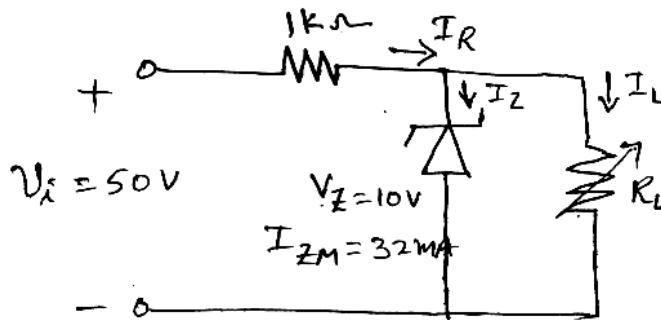 1KΩ
I_R
+
I_Z
I_L
V_i = 50V
V_Z = 10V
R_L
I_ZM = 32mA
−